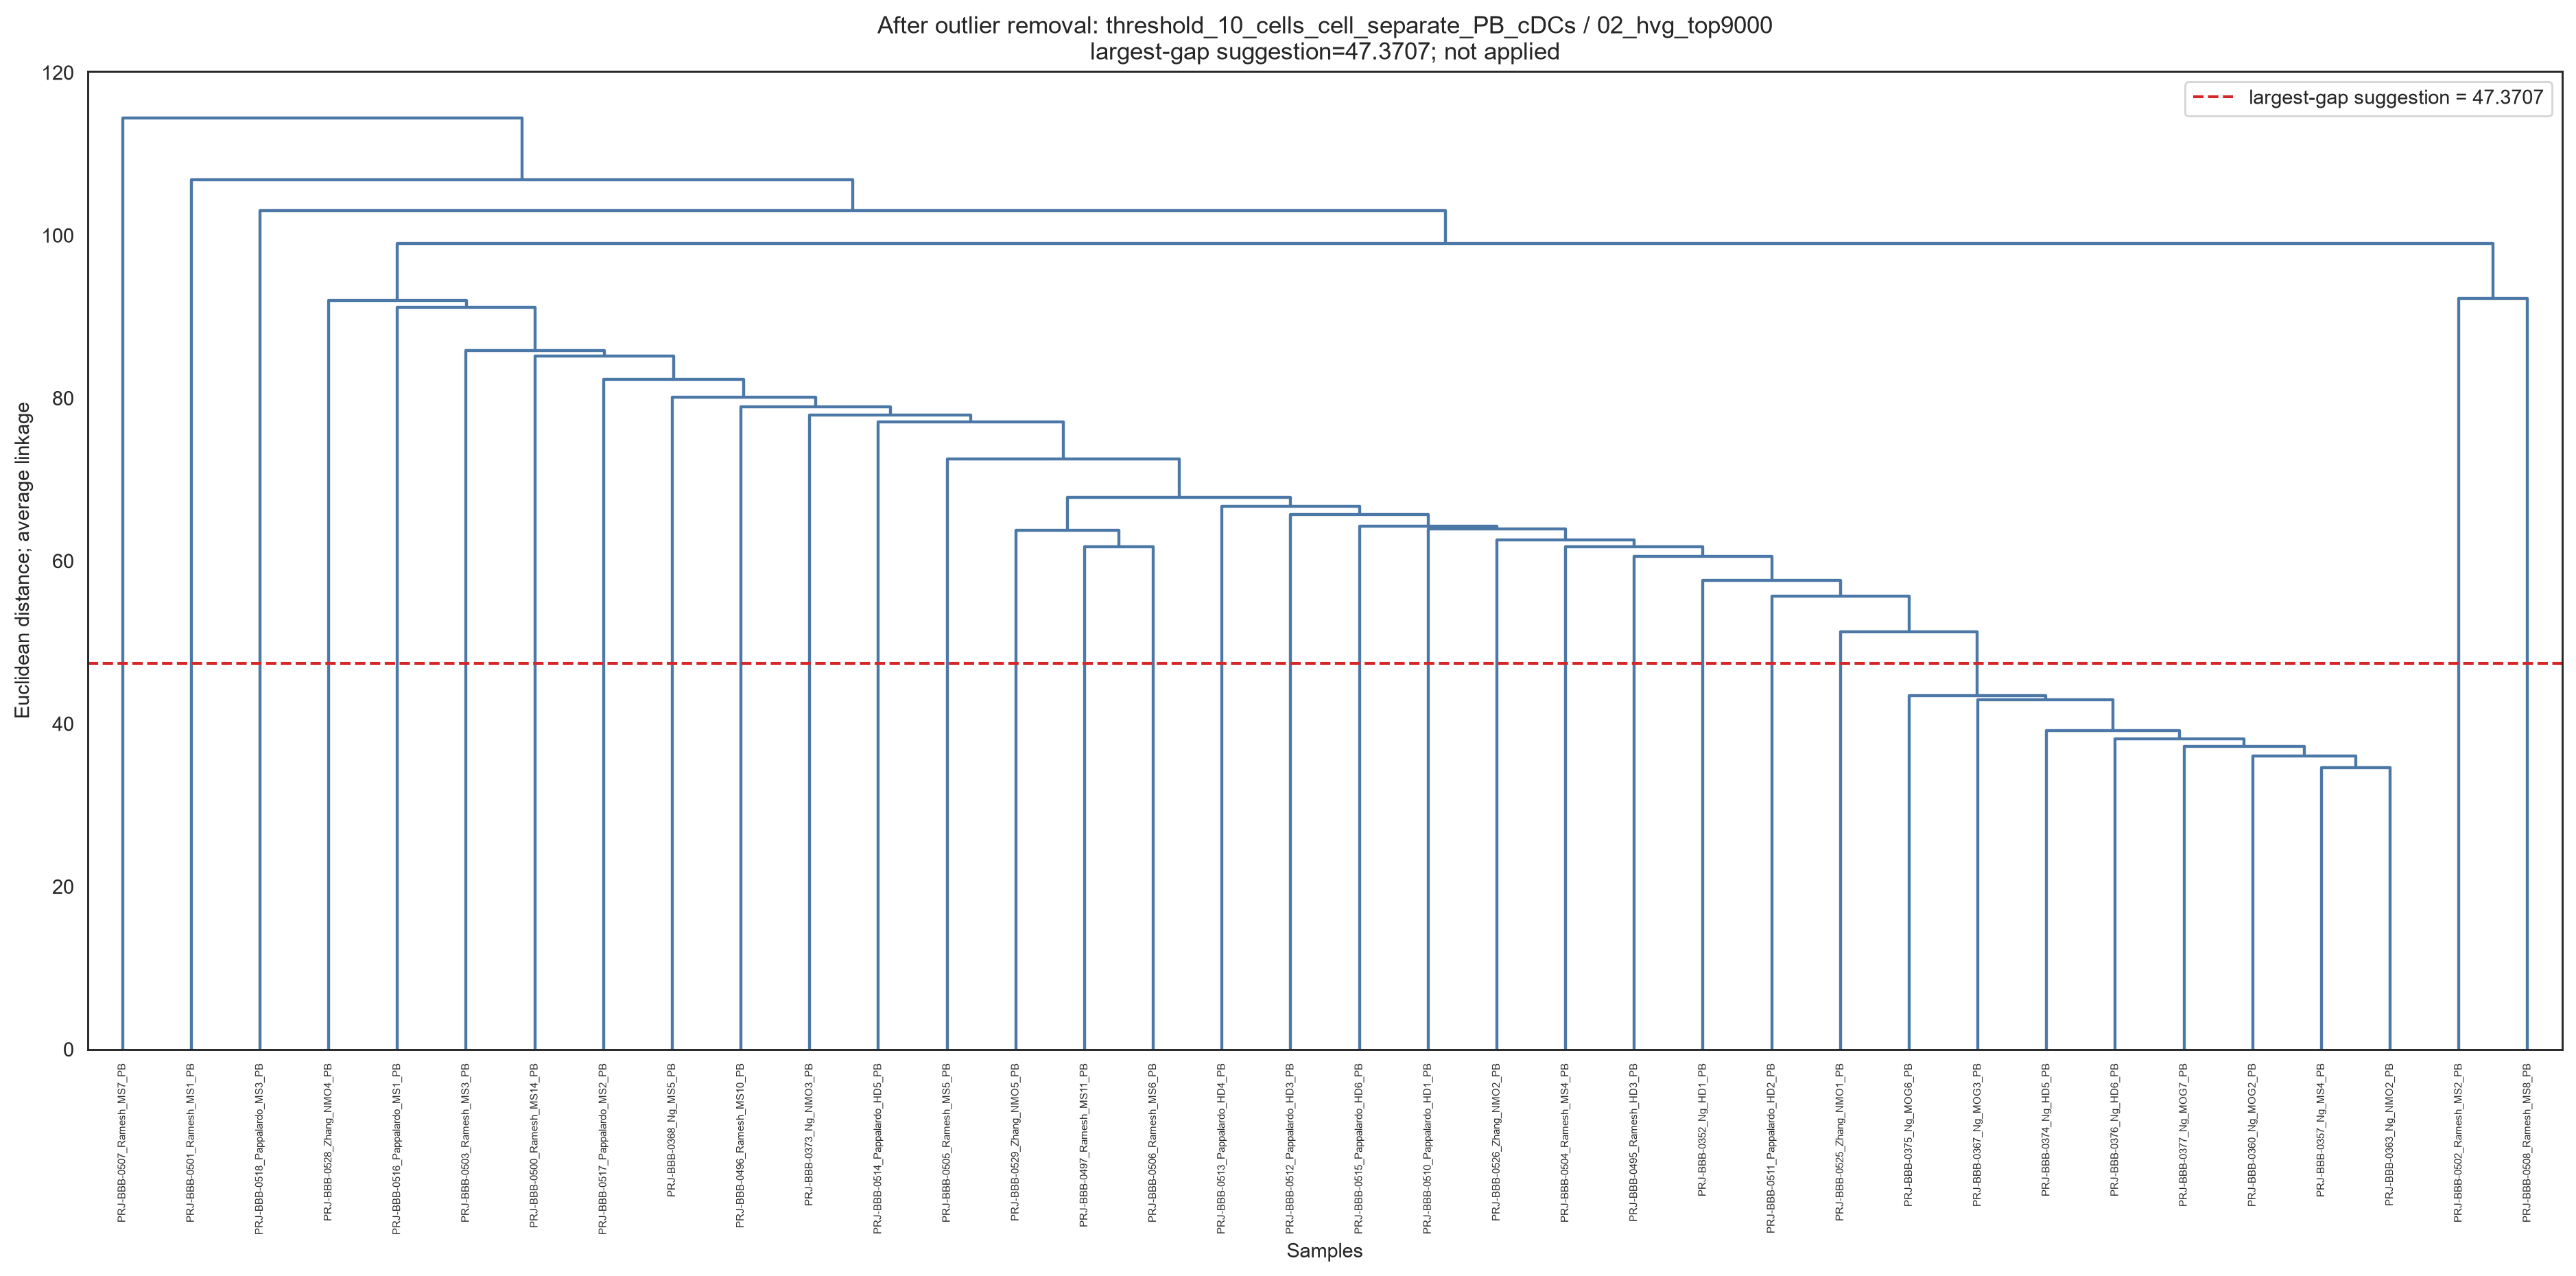 After outlier removal: threshold_10_cells_cell_separate_PB_cDCs / 02_hvg_top9000
largest-gap suggestion=47.3707; not applied
largest-gap suggestion = 47.3707
Euclidean distance; average linkage
120
100
80
60
40
20
0
PRJ-BBB-0507_Ramesh_MS7_PB
PRJ-BBB-0501_Ramesh_MS1_PB
PRJ-BBB-0518_Pappalardo_MS3_PB
PRJ-BBB-0528_Zhang_NMO4_PB
PRJ-BBB-0516_Pappalardo_MS1_PB
PRJ-BBB-0503_Ramesh_MS3_PB
PRJ-BBB-0500_Ramesh_MS14_PB
PRJ-BBB-0517_Pappalardo_MS2_PB
PRJ-BBB-0368_Ng_MS5_PB
PRJ-BBB-0496_Ramesh_MS10_PB
PRJ-BBB-0373_Ng_NMO3_PB
PRJ-BBB-0514_Pappalardo_HD5_PB
PRJ-BBB-0505_Ramesh_MS5_PB
PRJ-BBB-0529_Zhang_NMO5_PB
PRJ-BBB-0497_Ramesh_MS11_PB
PRJ-BBB-0506_Ramesh_MS6_PB
PRJ-BBB-0513_Pappalardo_HD4_PB
PRJ-BBB-0512_Pappalardo_HD3_PB
PRJ-BBB-0515_Pappalardo_HD6_PB
PRJ-BBB-0510_Pappalardo_HD1_PB
PRJ-BBB-0526_Zhang_NMO2_PB
PRJ-BBB-0504_Ramesh_MS4_PB
PRJ-BBB-0495_Ramesh_HD3_PB
PRJ-BBB-0352_Ng_HD1_PB
PRJ-BBB-0511_Pappalardo_HD2_PB
PRJ-BBB-0525_Zhang_NMO1_PB
PRJ-BBB-0375_Ng_MOG6_PB
PRJ-BBB-0367_Ng_MOG3_PB
PRJ-BBB-0374_Ng_HD5_PB
PRJ-BBB-0376_Ng_HD6_PB
PRJ-BBB-0377_Ng_MOG7_PB
PRJ-BBB-0360_Ng_MOG2_PB
PRJ-BBB-0357_Ng_MS4_PB
PRJ-BBB-0363_Ng_NMO2_PB
PRJ-BBB-0502_Ramesh_MS2_PB
PRJ-BBB-0508_Ramesh_MS8_PB
Samples